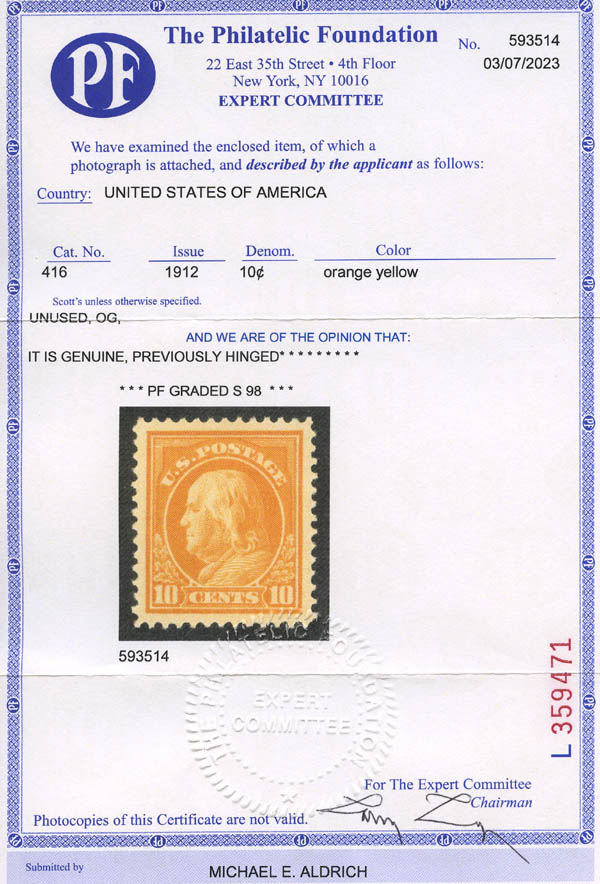 PF
The Philatelic Foundation
No. 593514
22 East 35th Street • 4th Floor
03/07/2023
New York, NY 10016
EXPERT COMMITTEE
We have examined the enclosed item, of which a
photograph is attached, and described by the applicant as follows:
Country: UNITED STATES OF AMERICA
Cat. No. Issue Denom. Color
416 1912 10¢ orange yellow
Scott's unless otherwise specified.
UNUSED, OG,
AND WE ARE OF THE OPINION THAT:
IT IS GENUINE, PREVIOUSLY HINGED* * * * * * * * *
* * * PF GRADED S 98 * * *
U.S. POSTAGE
10 CENTS 10
593514
THE PHILATELIC FOUNDATION
EXPERT
COMMITTEE
L 359471
For The Expert Committee
Chairman
Photocopies of this Certificate are not valid.
Submitted by
MICHAEL E. ALDRICH